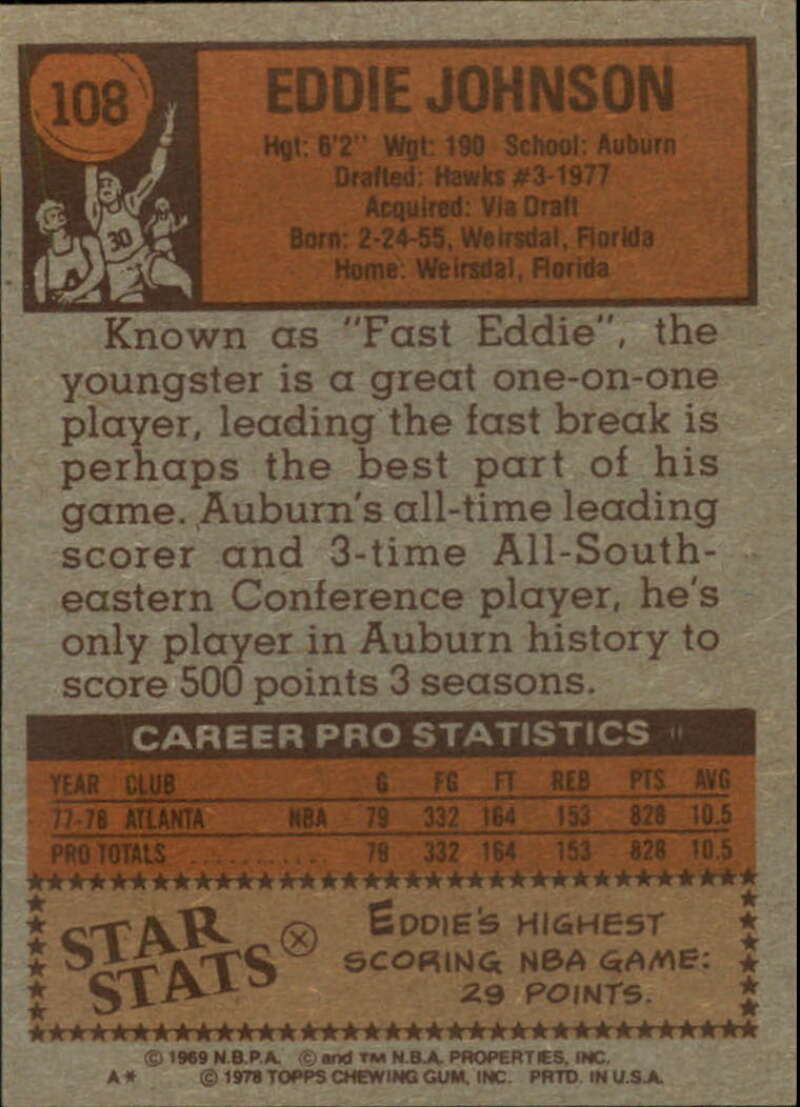 108
EDDIE JOHNSON
Hgt: 6'2" Wgt: 190 School: Auburn
Drafted: Hawks #3-1977
Acquired: Via Draft
Born: 2-24-55, Weirsdal, Florida
Home: Weirsdal, Florida
30
Known as "Fast Eddie", the
youngster is a great one-on-one
player, leading the fast break is
perhaps the best part of his
game. Auburn's all-time leading
scorer and 3-time All-South-
eastern Conference player, he's
only player in Auburn history to
score 500 points 3 seasons.
CAREER PRO STATISTICS
YEAR CLUB G FG FT REB PTS AVG
77-78 ATLANTA NBA 79 332 164 153 828 10.5
PRO TOTALS ............ 79 332 164 153 828 10.5
STAR STATS
EDDIE'S HIGHEST
SCORING NBA GAME:
29 POINTS.
© 1969 N.B.P.A. © and TM N.B.A. PROPERTIES, INC.
A* © 1978 TOPPS CHEWING GUM, INC. PRTD. IN U.S.A.